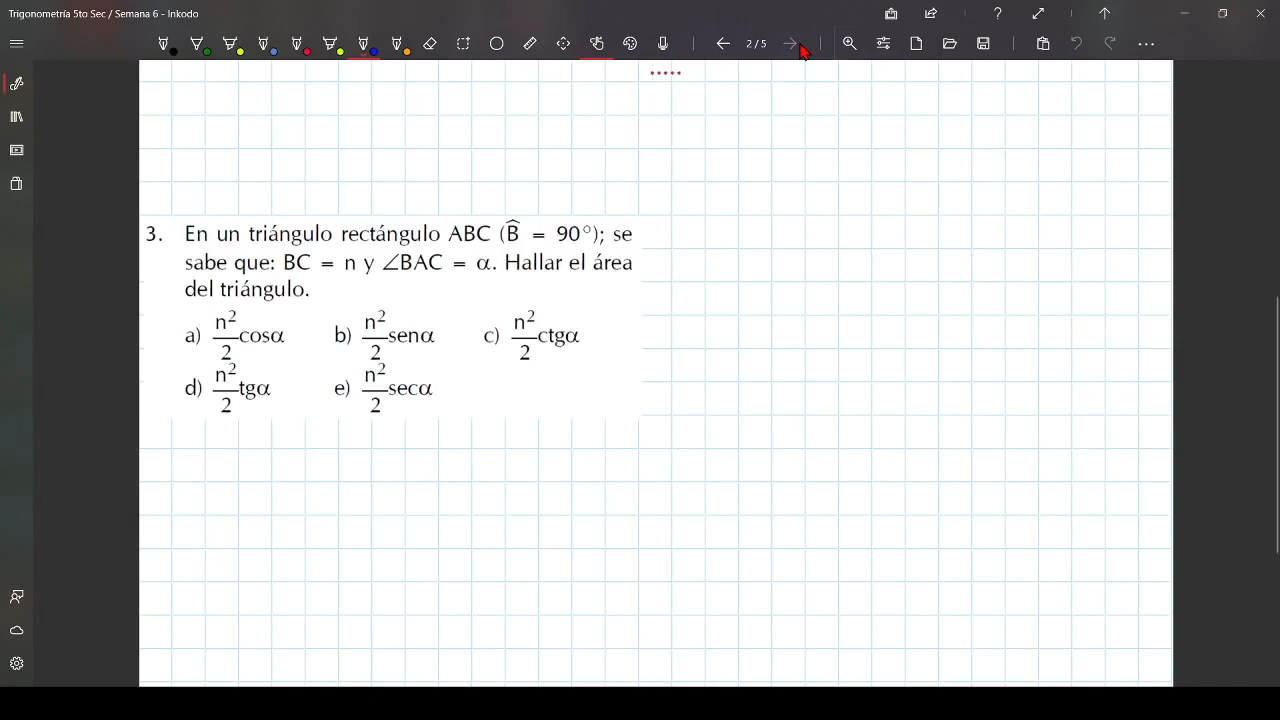 Trigonometría 5to Sec / Semana 6 - Inkodo
2 / 5
3. En un triángulo rectángulo ABC (B̂ = 90°); se
sabe que: BC = n y ∠BAC = α. Hallar el área
del triángulo.
a) n²/2 cosα b) n²/2 senα c) n²/2 ctgα
d) n²/2 tgα e) n²/2 secα